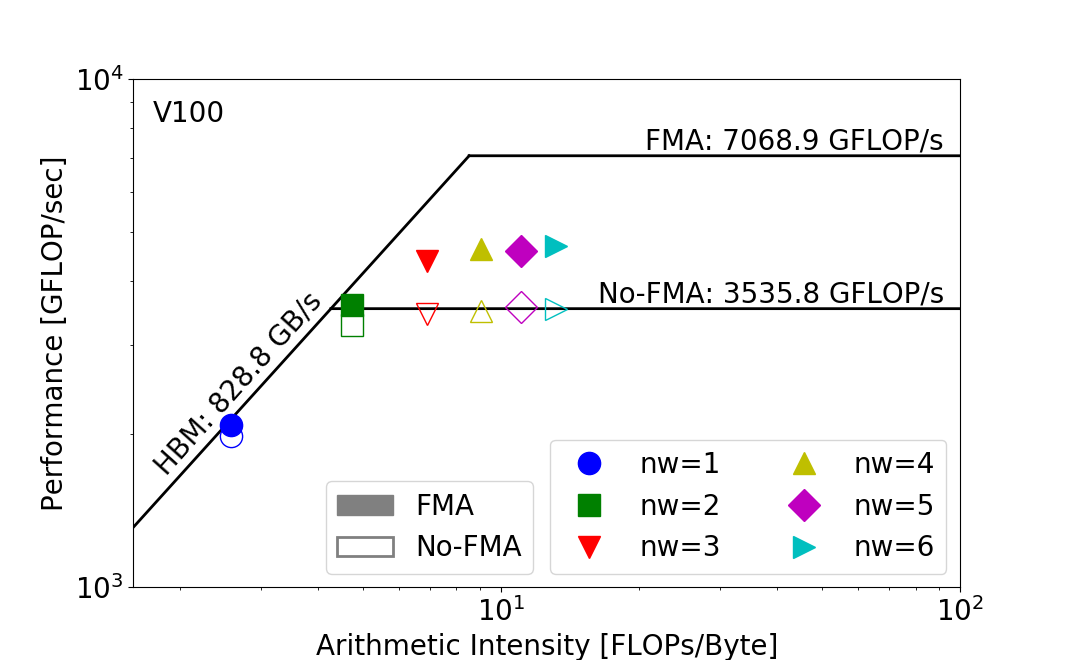 10⁴
V100
FMA: 7068.9 GFLOP/s
No-FMA: 3535.8 GFLOP/s
HBM: 828.8 GB/s
Performance [GFLOP/sec]
FMA
No-FMA
nw=1
nw=2
nw=3
nw=4
nw=5
nw=6
10³
10¹
10²
Arithmetic Intensity [FLOPs/Byte]